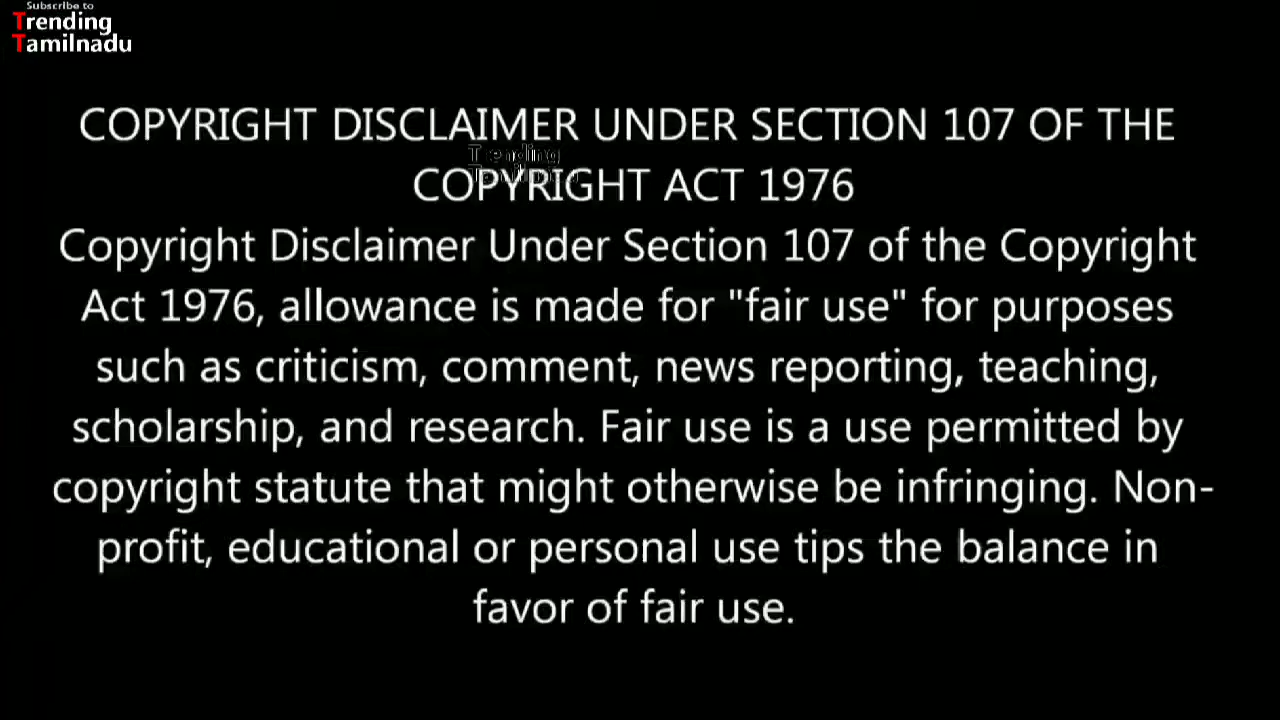 Subscribe to
Trending
Tamilnadu
COPYRIGHT DISCLAIMER UNDER SECTION 107 OF THE
Trending
COPYRIGHT ACT 1976
Copyright Disclaimer Under Section 107 of the Copyright
Act 1976, allowance is made for "fair use" for purposes
such as criticism, comment, news reporting, teaching,
scholarship, and research. Fair use is a use permitted by
copyright statute that might otherwise be infringing. Non-
profit, educational or personal use tips the balance in
favor of fair use.